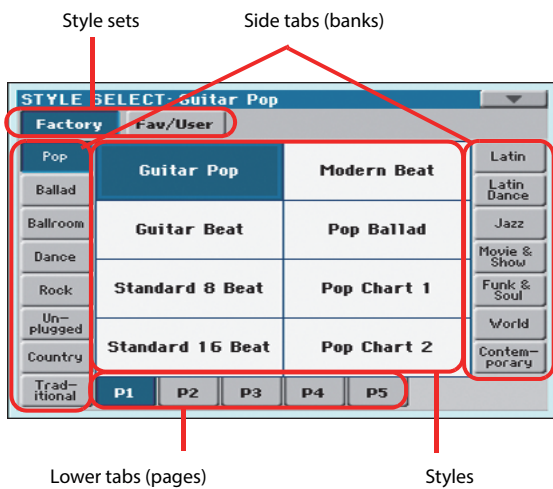 Style sets
Side tabs (banks)
STYLE SELECT: Guitar Pop
Factory
Fav/User
Pop
Ballad
Ballroom
Dance
Rock
Un-
plugged
Country
Trad-
itional
Guitar Pop
Modern Beat
Guitar Beat
Pop Ballad
Standard 8 Beat
Pop Chart 1
Standard 16 Beat
Pop Chart 2
Latin
Latin
Dance
Jazz
Movie &
Show
Funk &
Soul
World
Contem-
porary
P1
P2
P3
P4
P5
Lower tabs (pages)
Styles